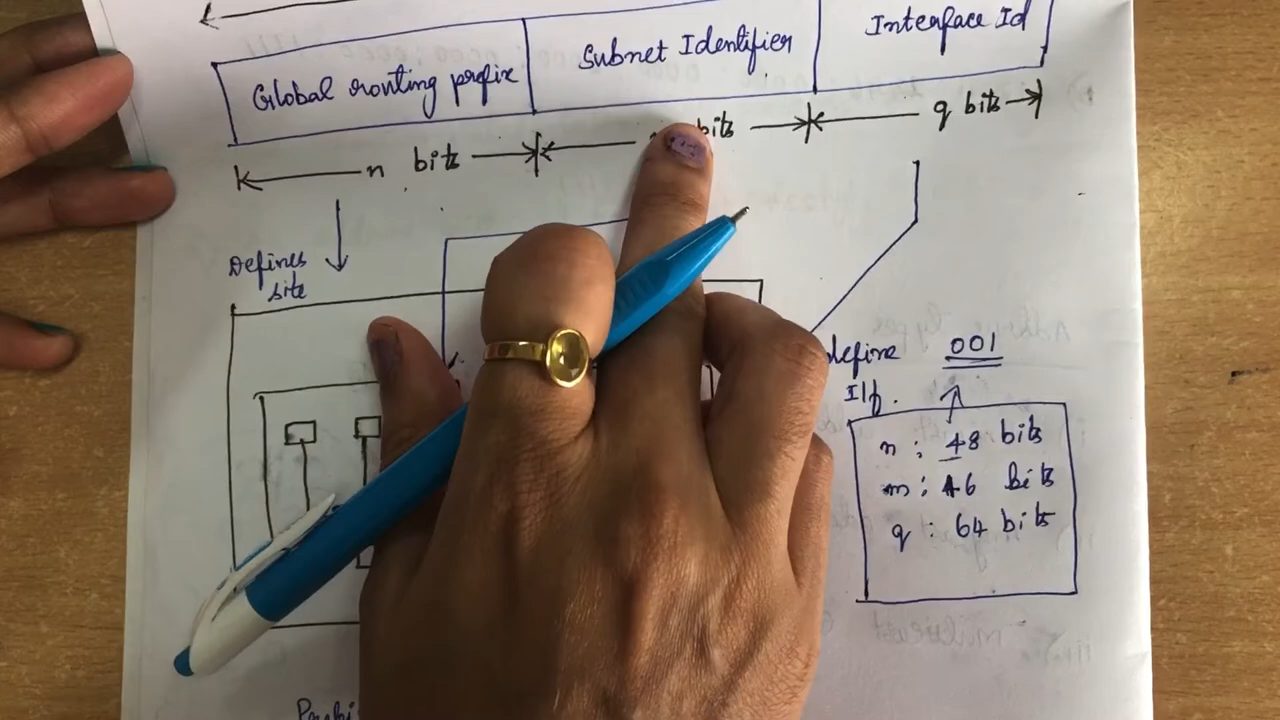 Global routing prefix Subnet Identifier Interface Id
n bits bits q bits
Defines
site
define 001
I/f.
n : 48 bits
m : 16 bits
q : 64 bits